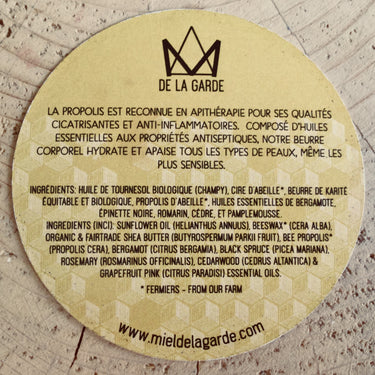 DE LA GARDE
LA PROPOLIS EST RECONNUE EN APITHÉRAPIE POUR SES QUALITÉS
CICATRISANTES ET ANTI-INFLAMMATOIRES. COMPOSÉ D'HUILES
ESSENTIELLES AUX PROPRIÉTÉS ANTISEPTIQUES, NOTRE BEURRE
CORPOREL HYDRATE ET APAISE TOUS LES TYPES DE PEAUX, MÊME LES
PLUS SENSIBLES.
INGRÉDIENTS: HUILE DE TOURNESOL BIOLOGIQUE (CHAMPY), CIRE D'ABEILLE*, BEURRE DE KARITÉ
ÉQUITABLE ET BIOLOGIQUE, PROPOLIS D'ABEILLE*, HUILES ESSENTIELLES DE BERGAMOTE,
ÉPINETTE NOIRE, ROMARIN, CÈDRE, ET PAMPLEMOUSSE.
INGREDIENTS (INCI): SUNFLOWER OIL (HELIANTHUS ANNUUS), BEESWAX* (CERA ALBA),
ORGANIC & FAIRTRADE SHEA BUTTER (BUTYROSPERMUM PARKII FRUIT), BEE PROPOLIS*
(PROPOLIS CERA), BERGAMOT (CITRUS BERGAMIA), BLACK SPRUCE (PICEA MARIANA),
ROSEMARY (ROSMARINUS OFFICINALIS), CEDARWOOD (CEDRUS ALTANTICA) &
GRAPEFRUIT PINK (CITRUS PARADISI) ESSENTIAL OILS.
* FERMIERS - FROM OUR FARM
www.mieldelagarde.com